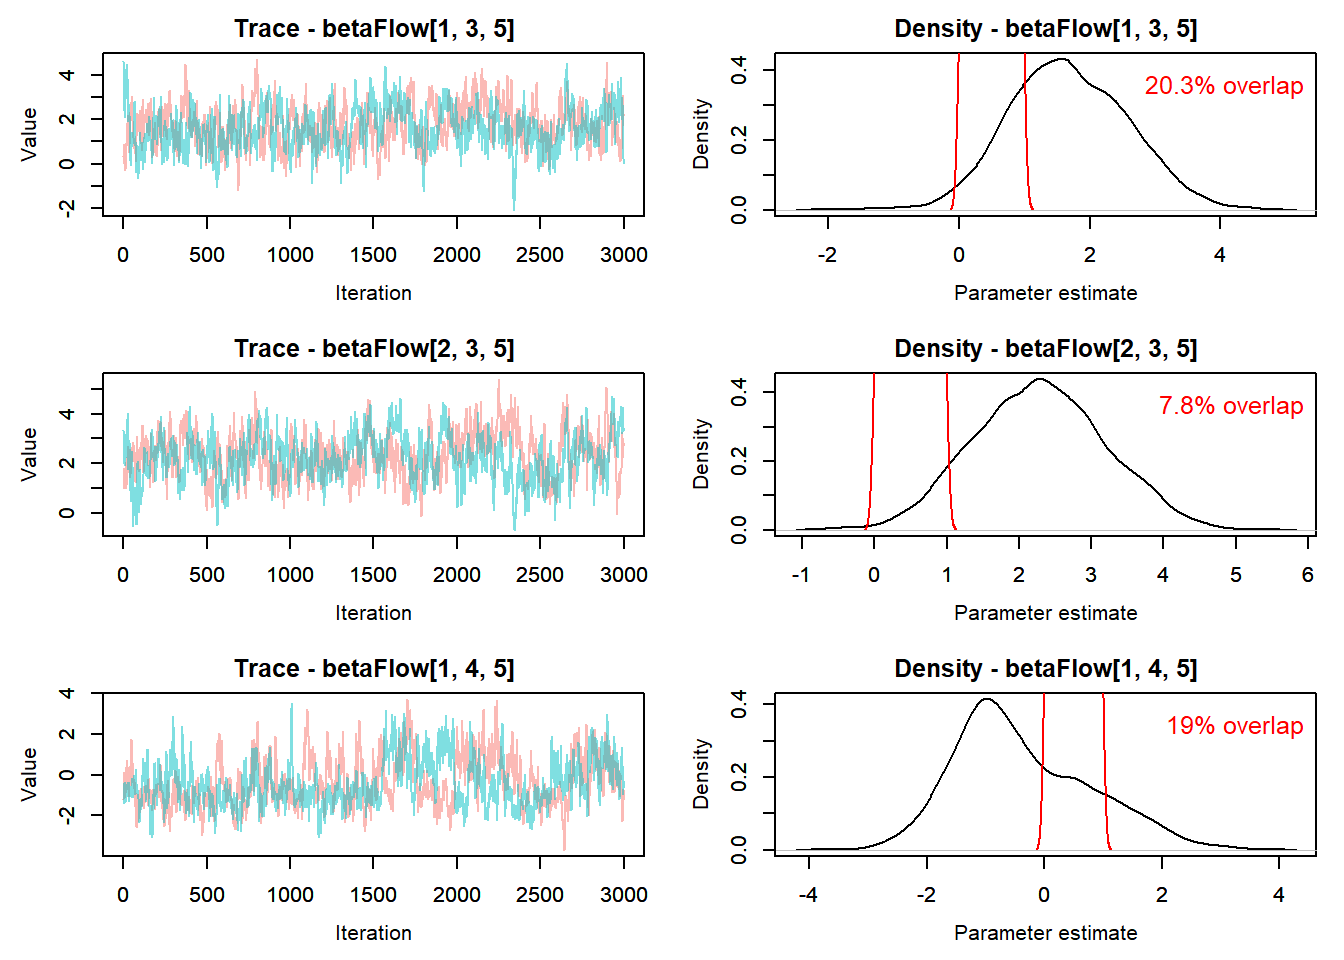 Trace - betaFlow[1, 3, 5]
Value
4
2
0
-2
0 500 1000 1500 2000 2500 3000
Iteration
Density - betaFlow[1, 3, 5]
20.3% overlap
Density
0.4
0.2
0.0
-2 0 2 4
Parameter estimate
Trace - betaFlow[2, 3, 5]
Value
4
2
0
0 500 1000 1500 2000 2500 3000
Iteration
Density - betaFlow[2, 3, 5]
7.8% overlap
Density
0.4
0.2
0.0
-1 0 1 2 3 4 5 6
Parameter estimate
Trace - betaFlow[1, 4, 5]
Value
4
2
0
-2
0 500 1000 1500 2000 2500 3000
Iteration
Density - betaFlow[1, 4, 5]
19% overlap
Density
0.4
0.2
0.0
-4 -2 0 2 4
Parameter estimate